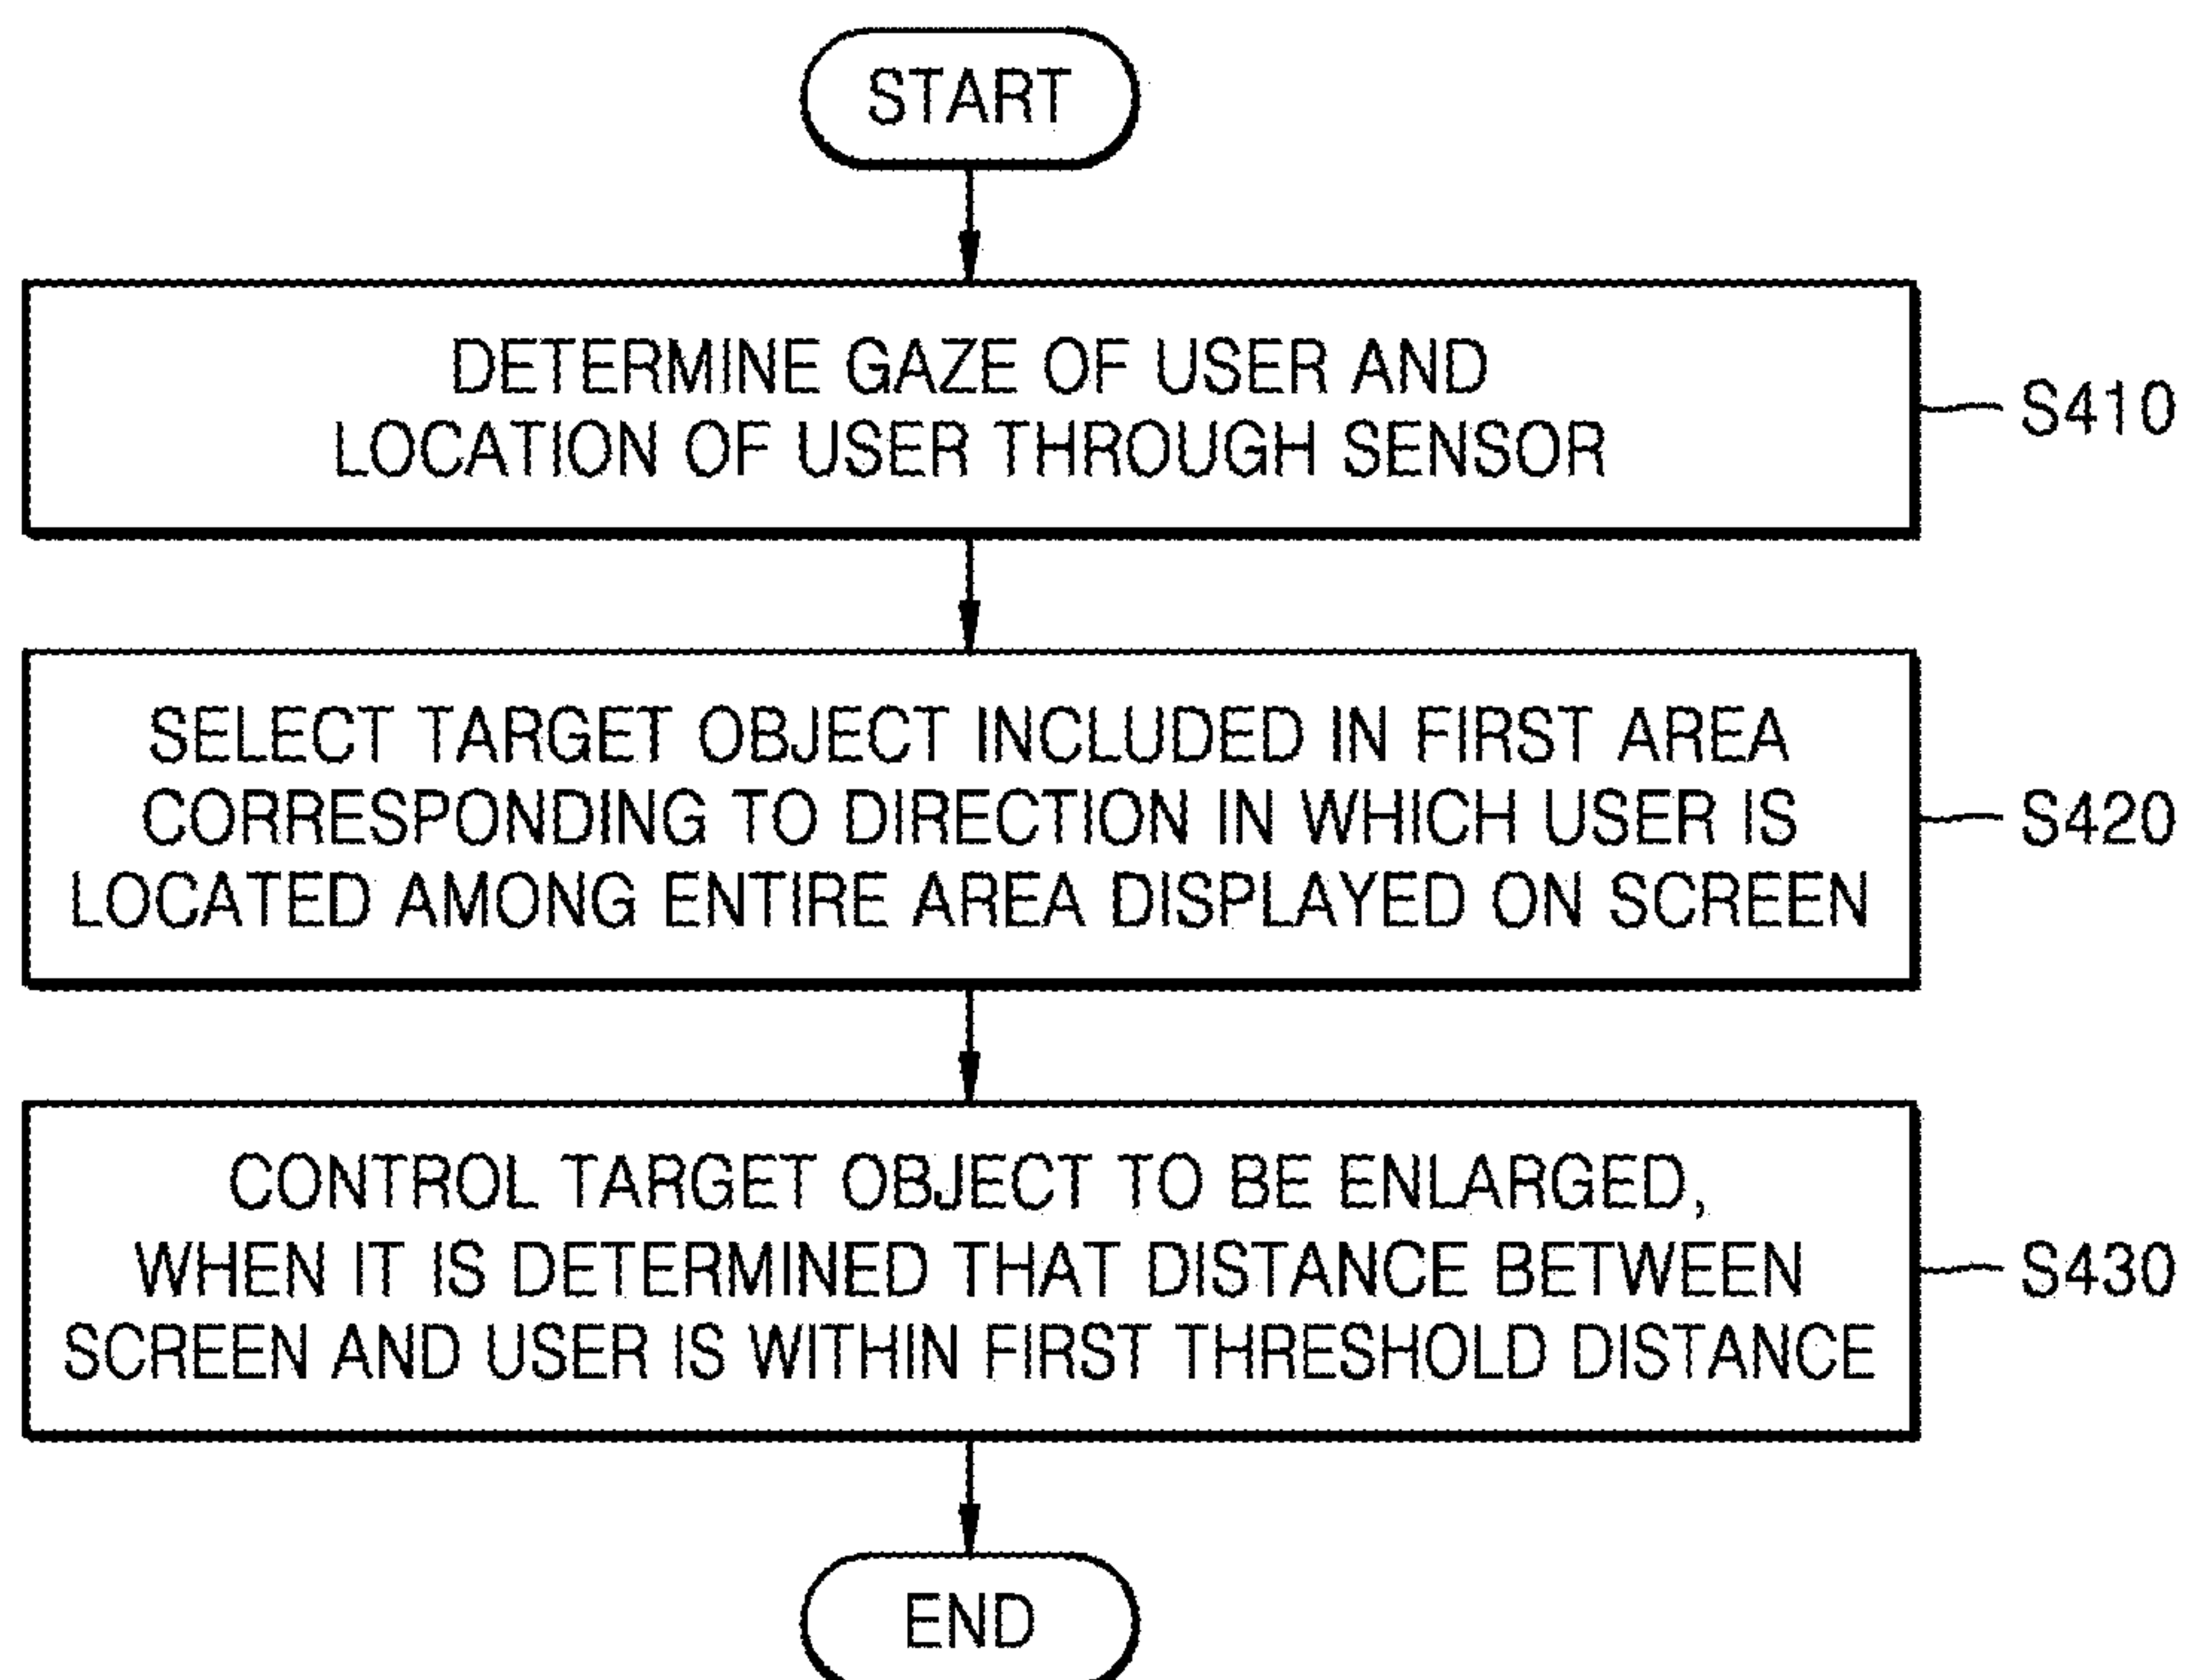 START
DETERMINE GAZE OF USER AND
LOCATION OF USER THROUGH SENSOR
S410
SELECT TARGET OBJECT INCLUDED IN FIRST AREA
CORRESPONDING TO DIRECTION IN WHICH USER IS
LOCATED AMONG ENTIRE AREA DISPLAYED ON SCREEN
S420
CONTROL TARGET OBJECT TO BE ENLARGED,
WHEN IT IS DETERMINED THAT DISTANCE BETWEEN
SCREEN AND USER IS WITHIN FIRST THRESHOLD DISTANCE
S430
END